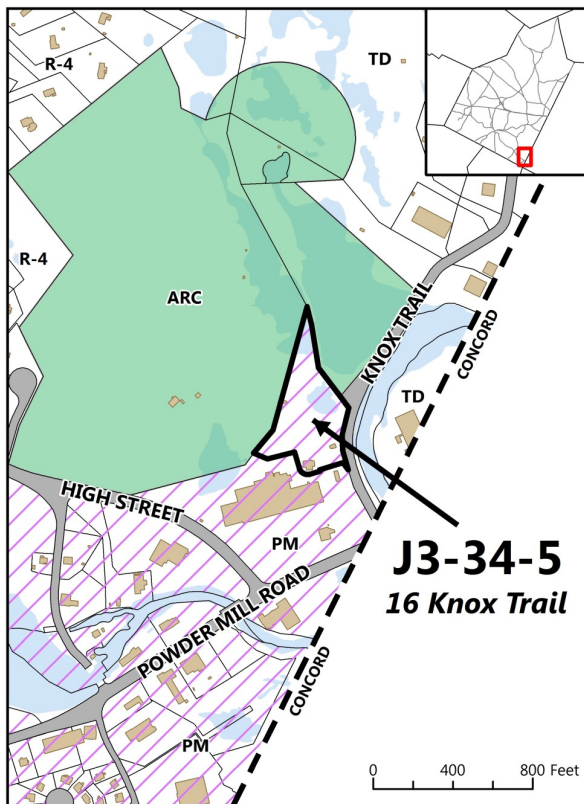 R-4
TD
R-4
ARC
KNOX TRAIL
CONCORD
TD
HIGH STREET
PM
J3-34-5
16 Knox Trail
POWDER MILL ROAD
CONCORD
PM
0 400 800 Feet